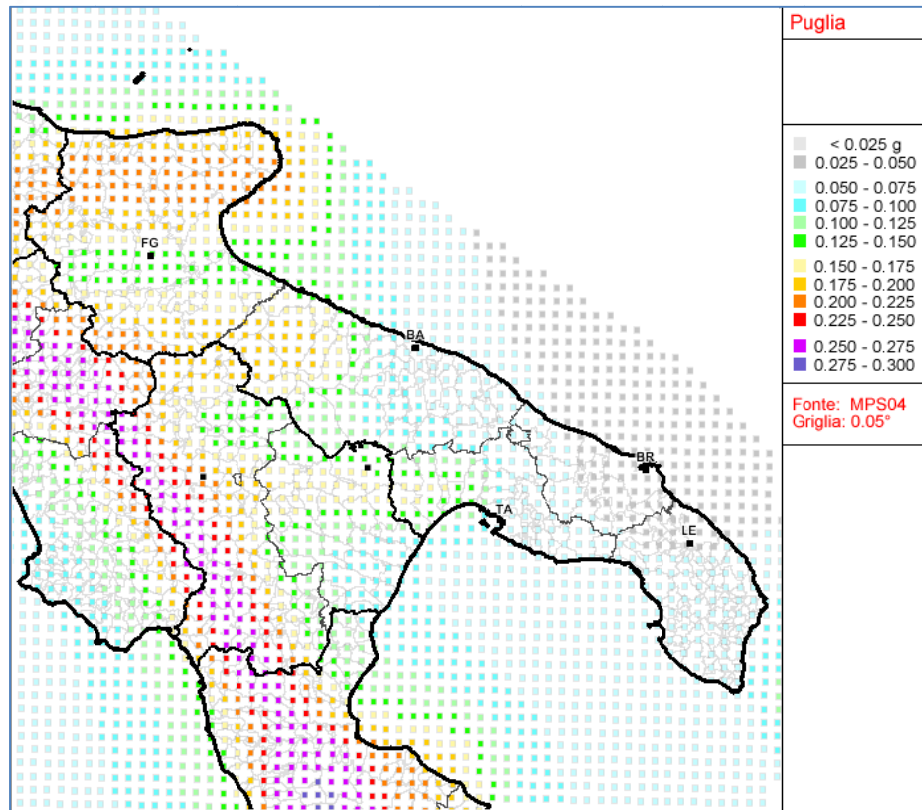 Puglia
< 0.025 g
0.025 - 0.050
0.050 - 0.075
0.075 - 0.100
0.100 - 0.125
0.125 - 0.150
0.150 - 0.175
0.175 - 0.200
0.200 - 0.225
0.225 - 0.250
0.250 - 0.275
0.275 - 0.300
Fonte: MPS04
Griglia: 0.05°
FG
BA
BR
TA
LE